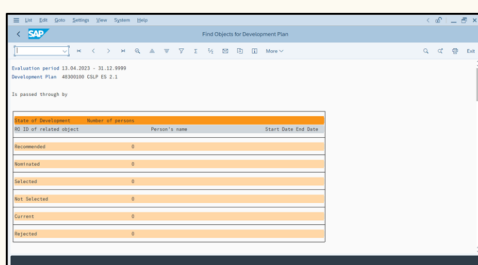 List Edit Goto Settings View System Help
SAP
Find Objects for Development Plan
More
Exit
Evaluation period 13.04.2023 - 31.12.9999
Development Plan 40300100 CSLP ES 2.1
Is passed through by
State of Development Number of persons
RO ID of related object Person's name Start Date End Date
Recommended 0
Nominated 0
Selected 0
Not Selected 0
Current 0
Rejected 0